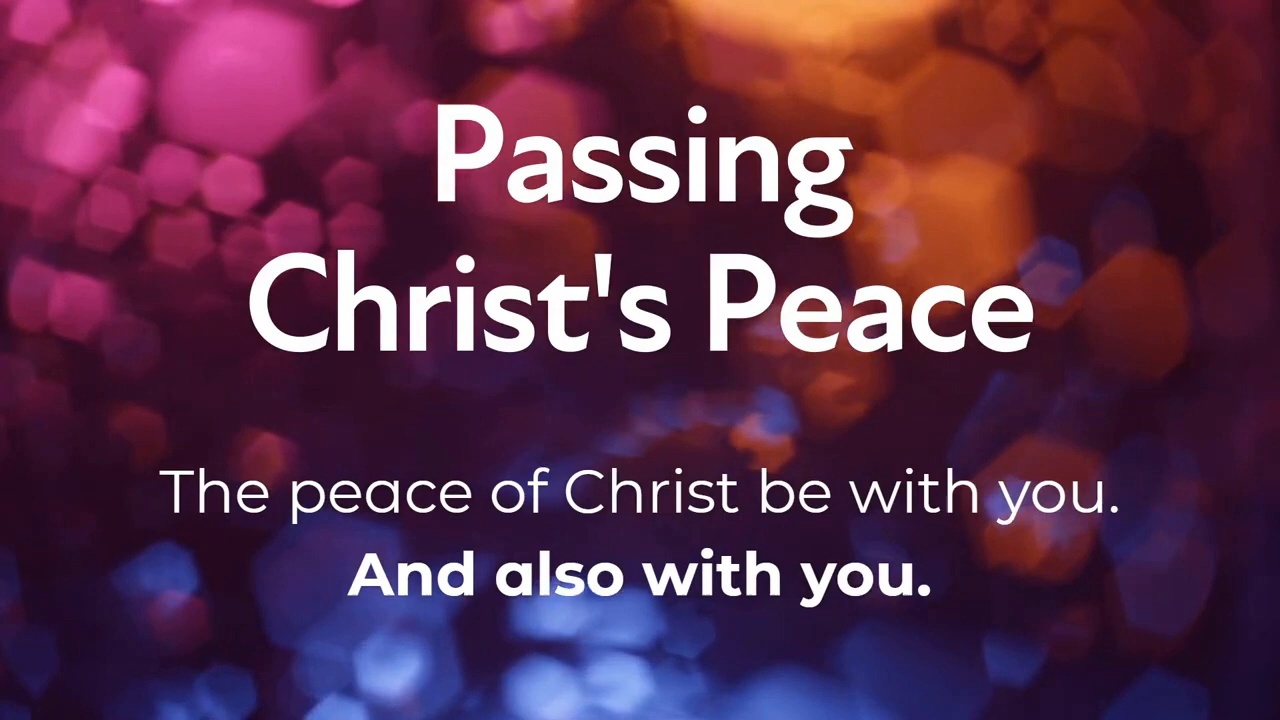 Passing
Christ's Peace
The peace of Christ be with you.
And also with you.